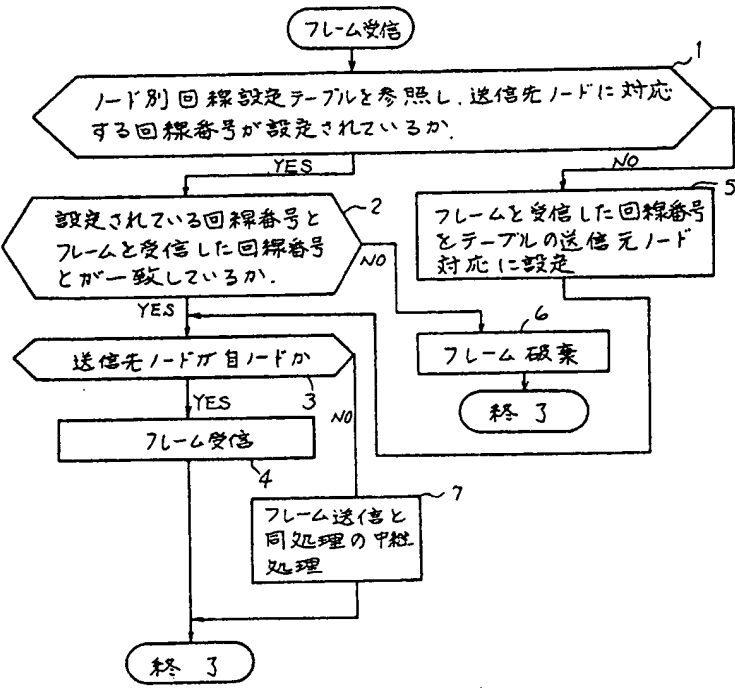 フレーム受信
1
ノード別回線設定テーブルを参照し、送信先ノードに対応
する回線番号が設定されているか.
YES
NO
2
設定されている回線番号と
フレームを受信した回線番号
とが一致しているか.
NO
YES
5
フレームを受信した回線番号
をテーブルの送信元ノード
対応に設定
6
フレーム破棄
終了
送信先ノードが自ノードか
3
YES
NO
フレーム受信
4
7
フレーム送信と
同処理の中継
処理
終了